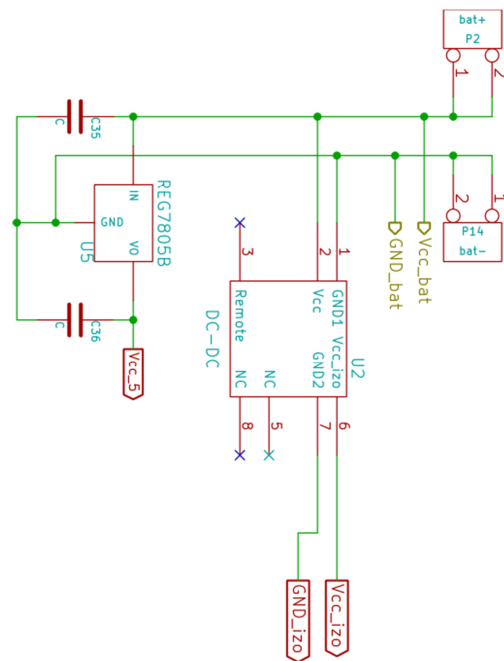 bat+
P2
1
2
C
C35
REG7805B
IN
GND
VO
U5
2
1
P14
bat-
GND_bat
Vcc_bat
3
2
1
Remote
Vcc
GND1
DC-DC
NC
NC
GND2
Vcc_izo
U2
8
5
7
6
C
C36
Vcc_5
GND_izo
Vcc_izo